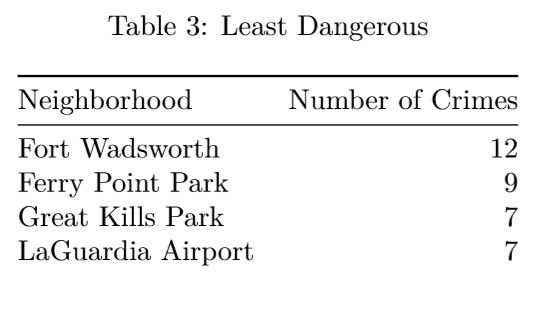 Table 3: Least Dangerous
Neighborhood Number of Crimes
Fort Wadsworth 12
Ferry Point Park 9
Great Kills Park 7
LaGuardia Airport 7